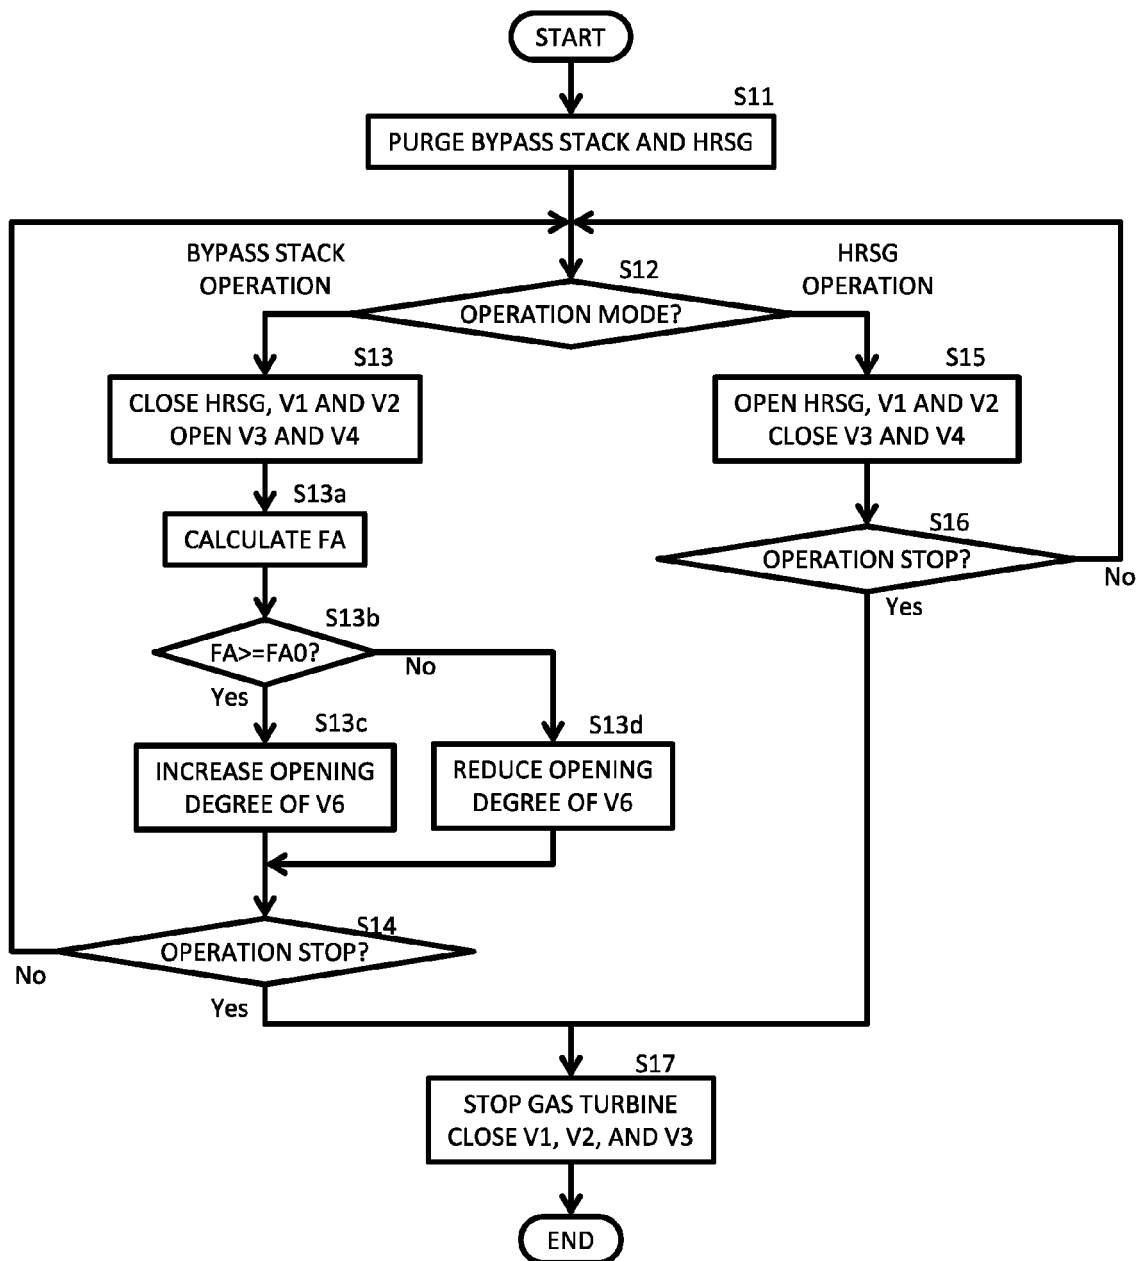 START
S11
PURGE BYPASS STACK AND HRSG
BYPASS STACK
OPERATION
S12
HRSG
OPERATION
OPERATION MODE?
S13
CLOSE HRSG, V1 AND V2
OPEN V3 AND V4
S15
OPEN HRSG, V1 AND V2
CLOSE V3 AND V4
S13a
CALCULATE FA
S16
OPERATION STOP?
No
Yes
S13b
FA>=FA0?
No
Yes
S13c
INCREASE OPENING
DEGREE OF V6
S13d
REDUCE OPENING
DEGREE OF V6
S14
OPERATION STOP?
No
Yes
S17
STOP GAS TURBINE
CLOSE V1, V2, AND V3
END